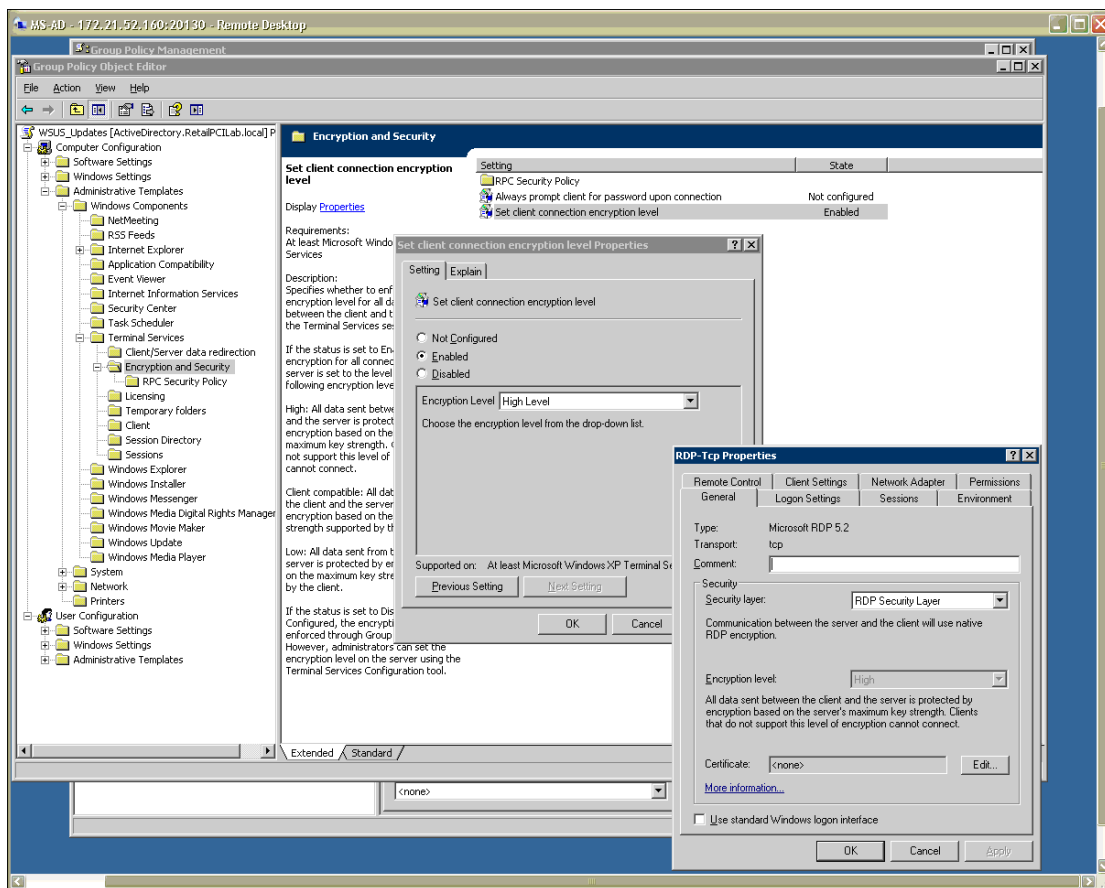 MS-AD - 172.21.52.160:20130 - Remote Desktop
Group Policy Management
Group Policy Object Editor
File Action View Help
WSUS_Updates [ActiveDirectory.RetailPCILab.local] P
Computer Configuration
Software Settings
Windows Settings
Administrative Templates
Windows Components
NetMeeting
RSS Feeds
Internet Explorer
Application Compatibility
Event Viewer
Internet Information Services
Security Center
Task Scheduler
Terminal Services
Client/Server data redirection
Encryption and Security
RPC Security Policy
Licensing
Temporary folders
Client
Session Directory
Sessions
Windows Explorer
Windows Installer
Windows Messenger
Windows Media Digital Rights Manager
Windows Movie Maker
Windows Update
Windows Media Player
System
Network
Printers
User Configuration
Software Settings
Windows Settings
Administrative Templates
Encryption and Security
Set client connection encryption
level
Display Properties
Requirements:
At least Microsoft Windo
Services
Description:
Specifies whether to enf
encryption level for all da
between the client and t
the Terminal Services se
If the status is set to En
encryption for all connec
server is set to the level
following encryption leve
High: All data sent betwe
and the server is protect
encryption based on the
maximum key strength. C
not support this level of
cannot connect.
Client compatible: All dat
the client and the server
encryption based on the
strength supported by th
Low: All data sent from t
server is protected by en
on the maximum key stre
by the client.
If the status is set to Dis
Configured, the encrypti
enforced through Group
However, administrators can set the
encryption level on the server using the
Terminal Services Configuration tool.
Extended Standard
Setting State
RPC Security Policy
Always prompt client for password upon connection Not configured
Set client connection encryption level Enabled
Set client connection encryption level Properties
Setting Explain
Set client connection encryption level
Not Configured
Enabled
Disabled
Encryption Level High Level
Choose the encryption level from the drop-down list.
Supported on: At least Microsoft Windows XP Terminal Se
Previous Setting Next Setting
OK Cancel
<none>
RDP-Tcp Properties
Remote Control Client Settings Network Adapter Permissions
General Logon Settings Sessions Environment
Type: Microsoft RDP 5.2
Transport: tcp
Comment:
Security
Security layer: RDP Security Layer
Communication between the server and the client will use native
RDP encryption.
Encryption level: High
All data sent between the client and the server is protected by
encryption based on the server's maximum key strength. Clients
that do not support this level of encryption cannot connect.
Certificate: <none> Edit...
More information...
Use standard Windows logon interface
OK Cancel Apply